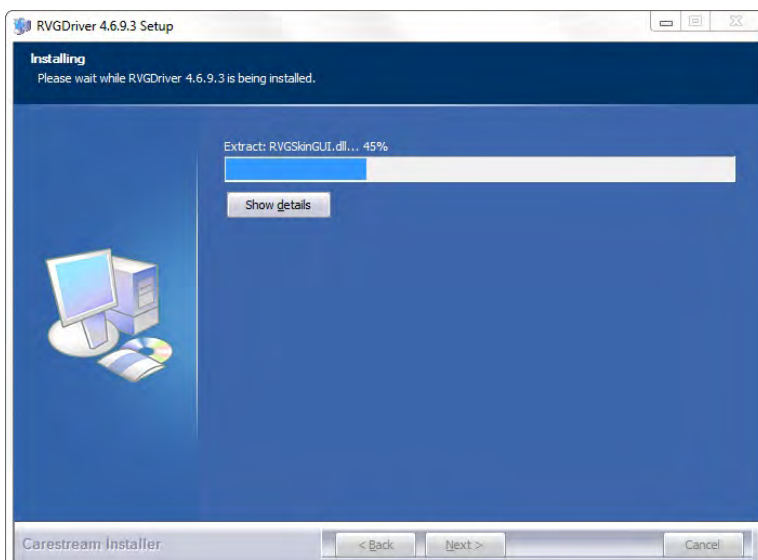 RVGDriver 4.6.9.3 Setup
Installing
Please wait while RVGDriver 4.6.9.3 is being installed.
Extract: RVGSkinGUI.dll... 45%
Show details
Carestream Installer
< Back
Next >
Cancel